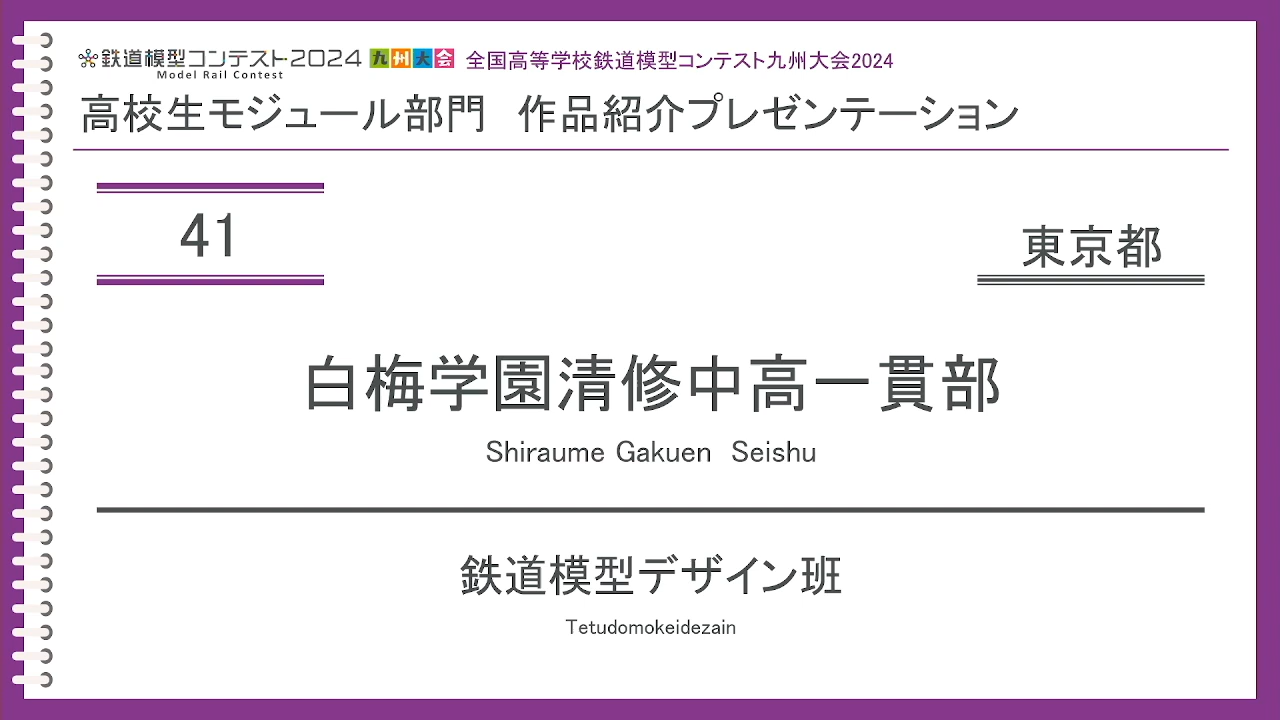 鉄道模型コンテスト2024 九州大会 全国高等学校鉄道模型コンテスト九州大会2024
Model Rail Contest
高校生モジュール部門　作品紹介プレゼンテーション
41
東京都
白梅学園清修中高一貫部
Shiraume Gakuen Seishu
鉄道模型デザイン班
Tetudomokeidezain